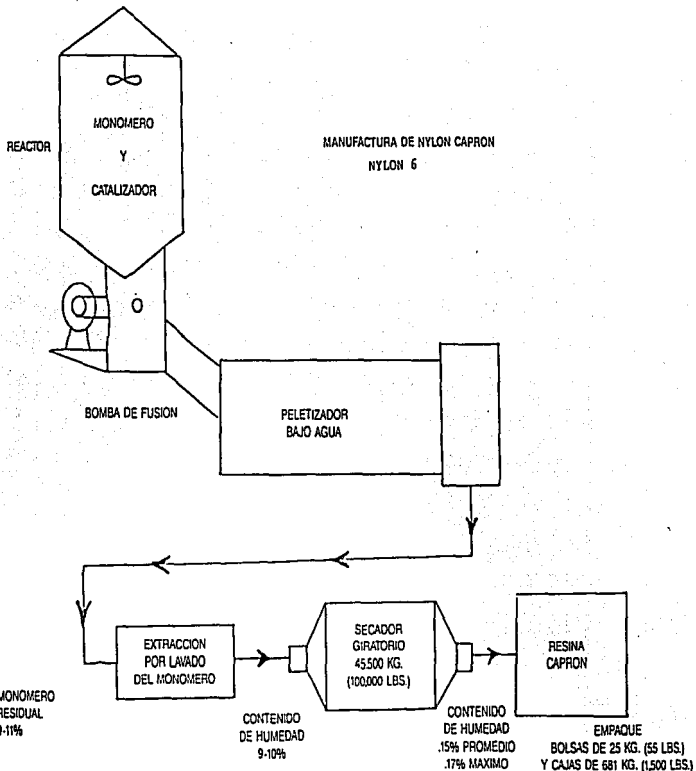 MANUFACTURA DE NYLON CAPRON
NYLON 6
REACTOR
MONOMERO
Y
CATALIZADOR
BOMBA DE FUSION
PELETIZADOR
BAJO AGUA
MONOMERO
RESIDUAL
9-11%
EXTRACCION
POR LAVADO
DEL MONOMERO
CONTENIDO
DE HUMEDAD
9-10%
SECADOR
GIRATORIO
45.500 KG.
(100,000 LBS.)
CONTENIDO
DE HUMEDAD
.15% PROMEDIO
.17% MAXIMO
RESINA
CAPRON
EMPAQUE
BOLSAS DE 25 KG. (55 LBS.)
Y CAJAS DE 681 KG. (1,500 LBS.)